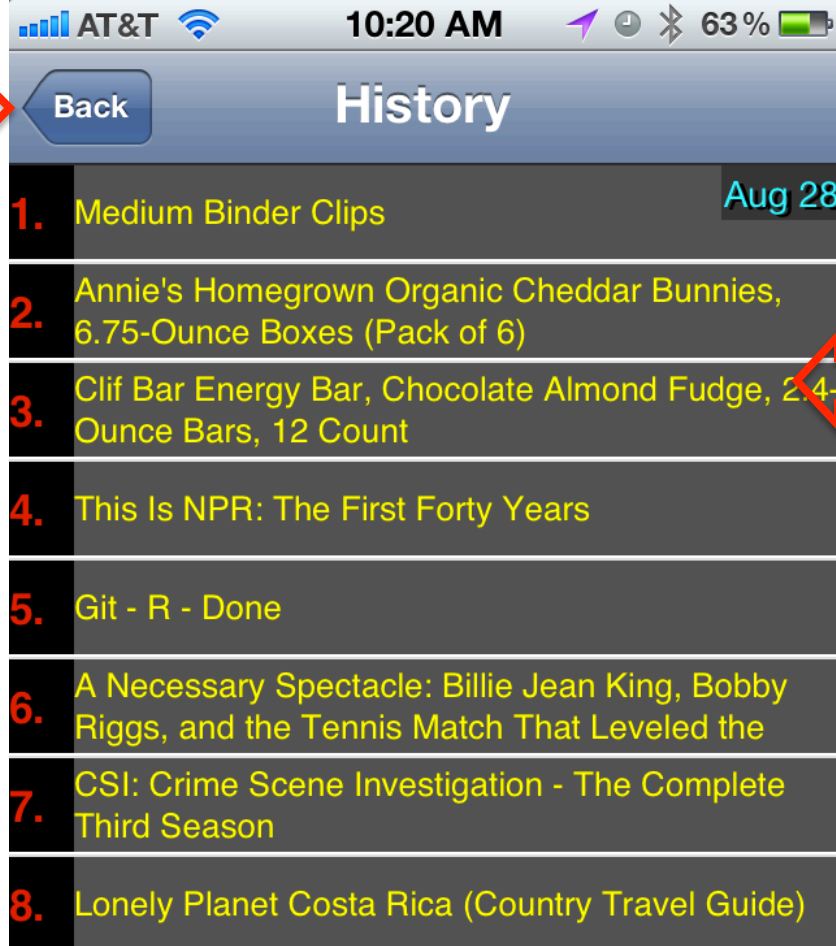 AT&T 10:20 AM 63%
Back History
1. Medium Binder Clips Aug 28
2. Annie's Homegrown Organic Cheddar Bunnies,
6.75-Ounce Boxes (Pack of 6)
3. Clif Bar Energy Bar, Chocolate Almond Fudge, 2.4-
Ounce Bars, 12 Count
4. This Is NPR: The First Forty Years
5. Git - R - Done
6. A Necessary Spectacle: Billie Jean King, Bobby
Riggs, and the Tennis Match That Leveled the
7. CSI: Crime Scene Investigation - The Complete
Third Season
8. Lonely Planet Costa Rica (Country Travel Guide)